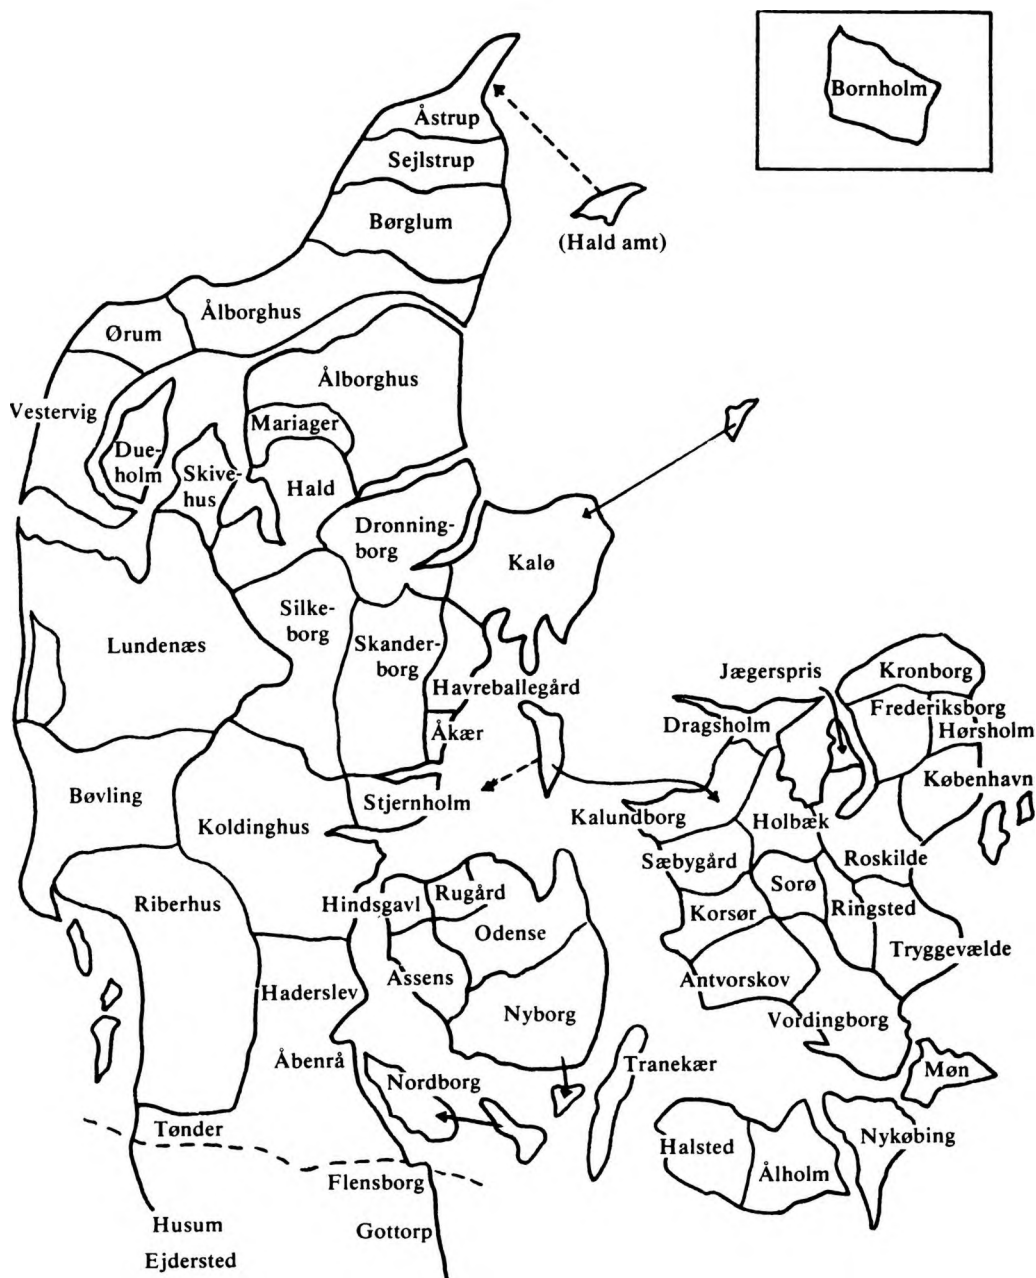 Bornholm
Åstrup
Sejlstrup
Børglum
(Hald amt)
Ålborghus
Ørum
Ålborghus
Vestervig
Mariager
Due-
holm
Skive-
hus
Hald
Dronning-
borg
Kalø
Silke-
borg
Skander-
borg
Lundenæs
Havreballegård
Åkær
Jægerspris
Kronborg
Frederiksborg
Hørsholm
Dragsholm
København
Bøvling
Stjernholm
Koldinghus
Kalundborg
Holbæk
Sæbygård
Roskilde
Sorø
Riberhus
Hindsgavl
Rugård
Korsør
Ringsted
Odense
Tryggevælde
Assens
Antvorskov
Haderslev
Nyborg
Vordingborg
Åbenrå
Nordborg
Tranekær
Møn
Tønder
Halsted
Nykøbing
Ålholm
Flensborg
Husum
Gottorp
Ejdersted